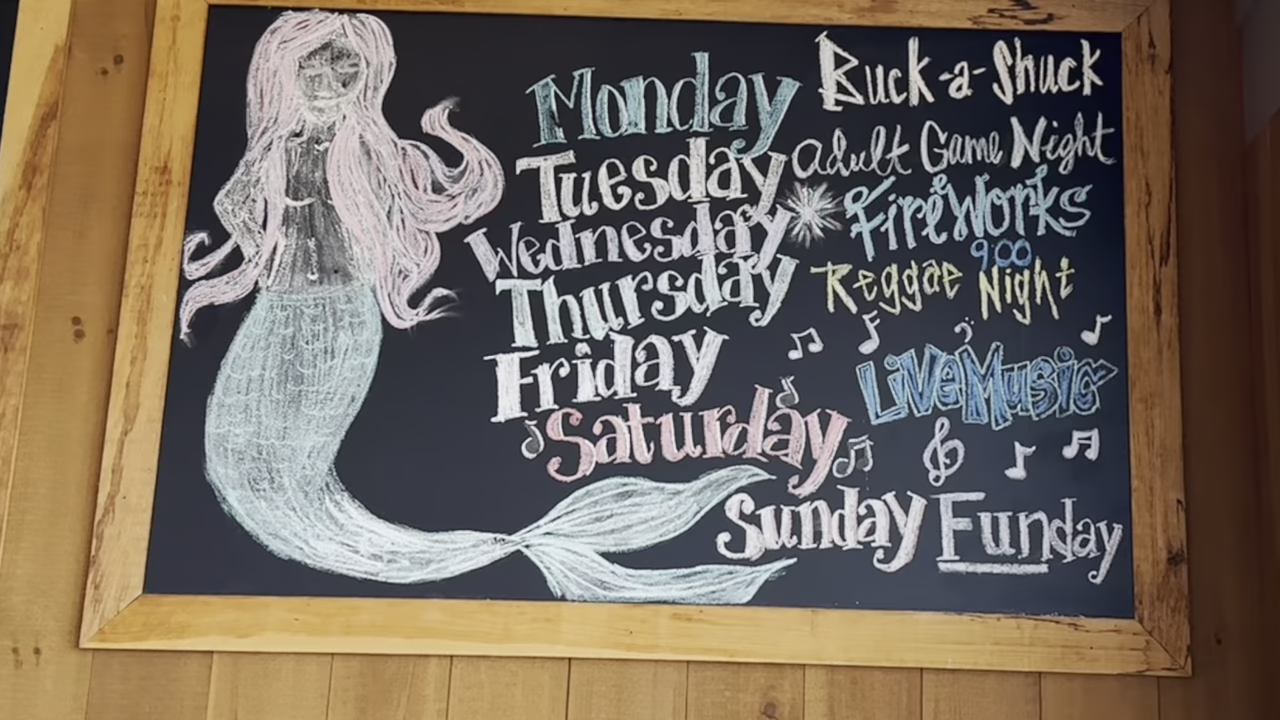 Monday Buck-a-Shuck
Tuesday Adult Game Night
Wednesday FireWorks
9:00
Thursday Reggae Night
Friday LiveMusic
Saturday
Sunday Funday